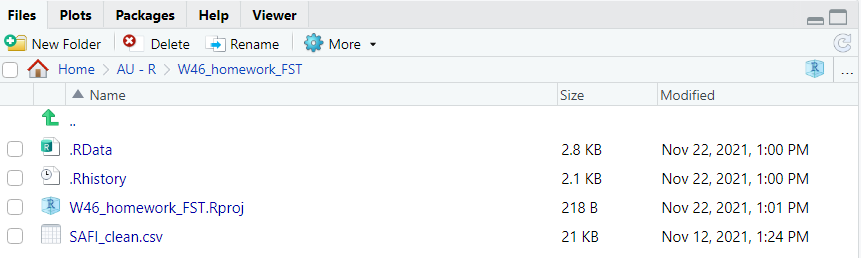 Files Plots Packages Help Viewer
New Folder Delete Rename More
Home AU - R W46_homework_FST R ...
Name Size Modified
..
.RData 2.8 KB Nov 22, 2021, 1:00 PM
.Rhistory 2.1 KB Nov 22, 2021, 1:00 PM
W46_homework_FST.Rproj 218 B Nov 22, 2021, 1:01 PM
SAFI_clean.csv 21 KB Nov 12, 2021, 1:24 PM